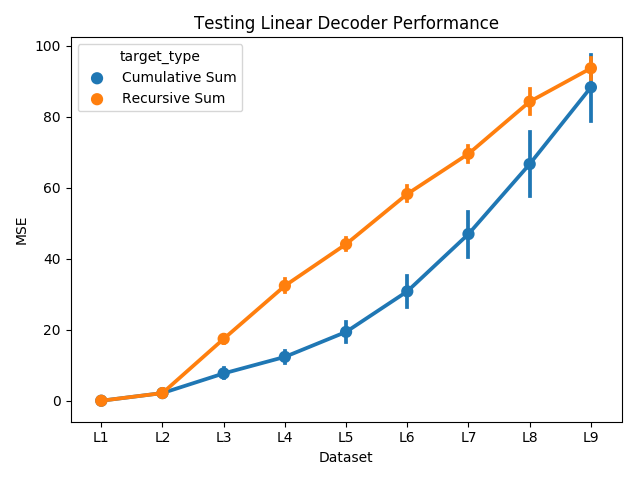 Testing Linear Decoder Performance
target_type
Cumulative Sum
Recursive Sum
MSE
100
80
60
40
20
0
L1 L2 L3 L4 L5 L6 L7 L8 L9
Dataset